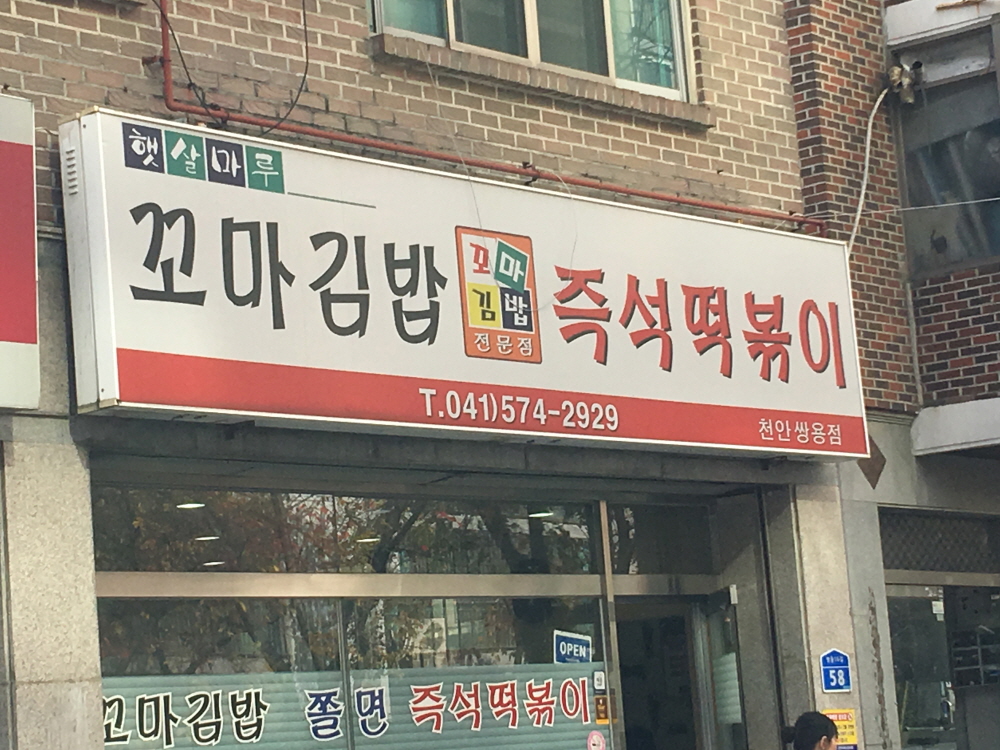 햇살마루
꼬마김밥
꼬마
김밥
전문점
즉석떡볶이
T.041)574-2929
천안쌍용점
OPEN
꼬마김밥 쫄면 즉석떡볶이
58